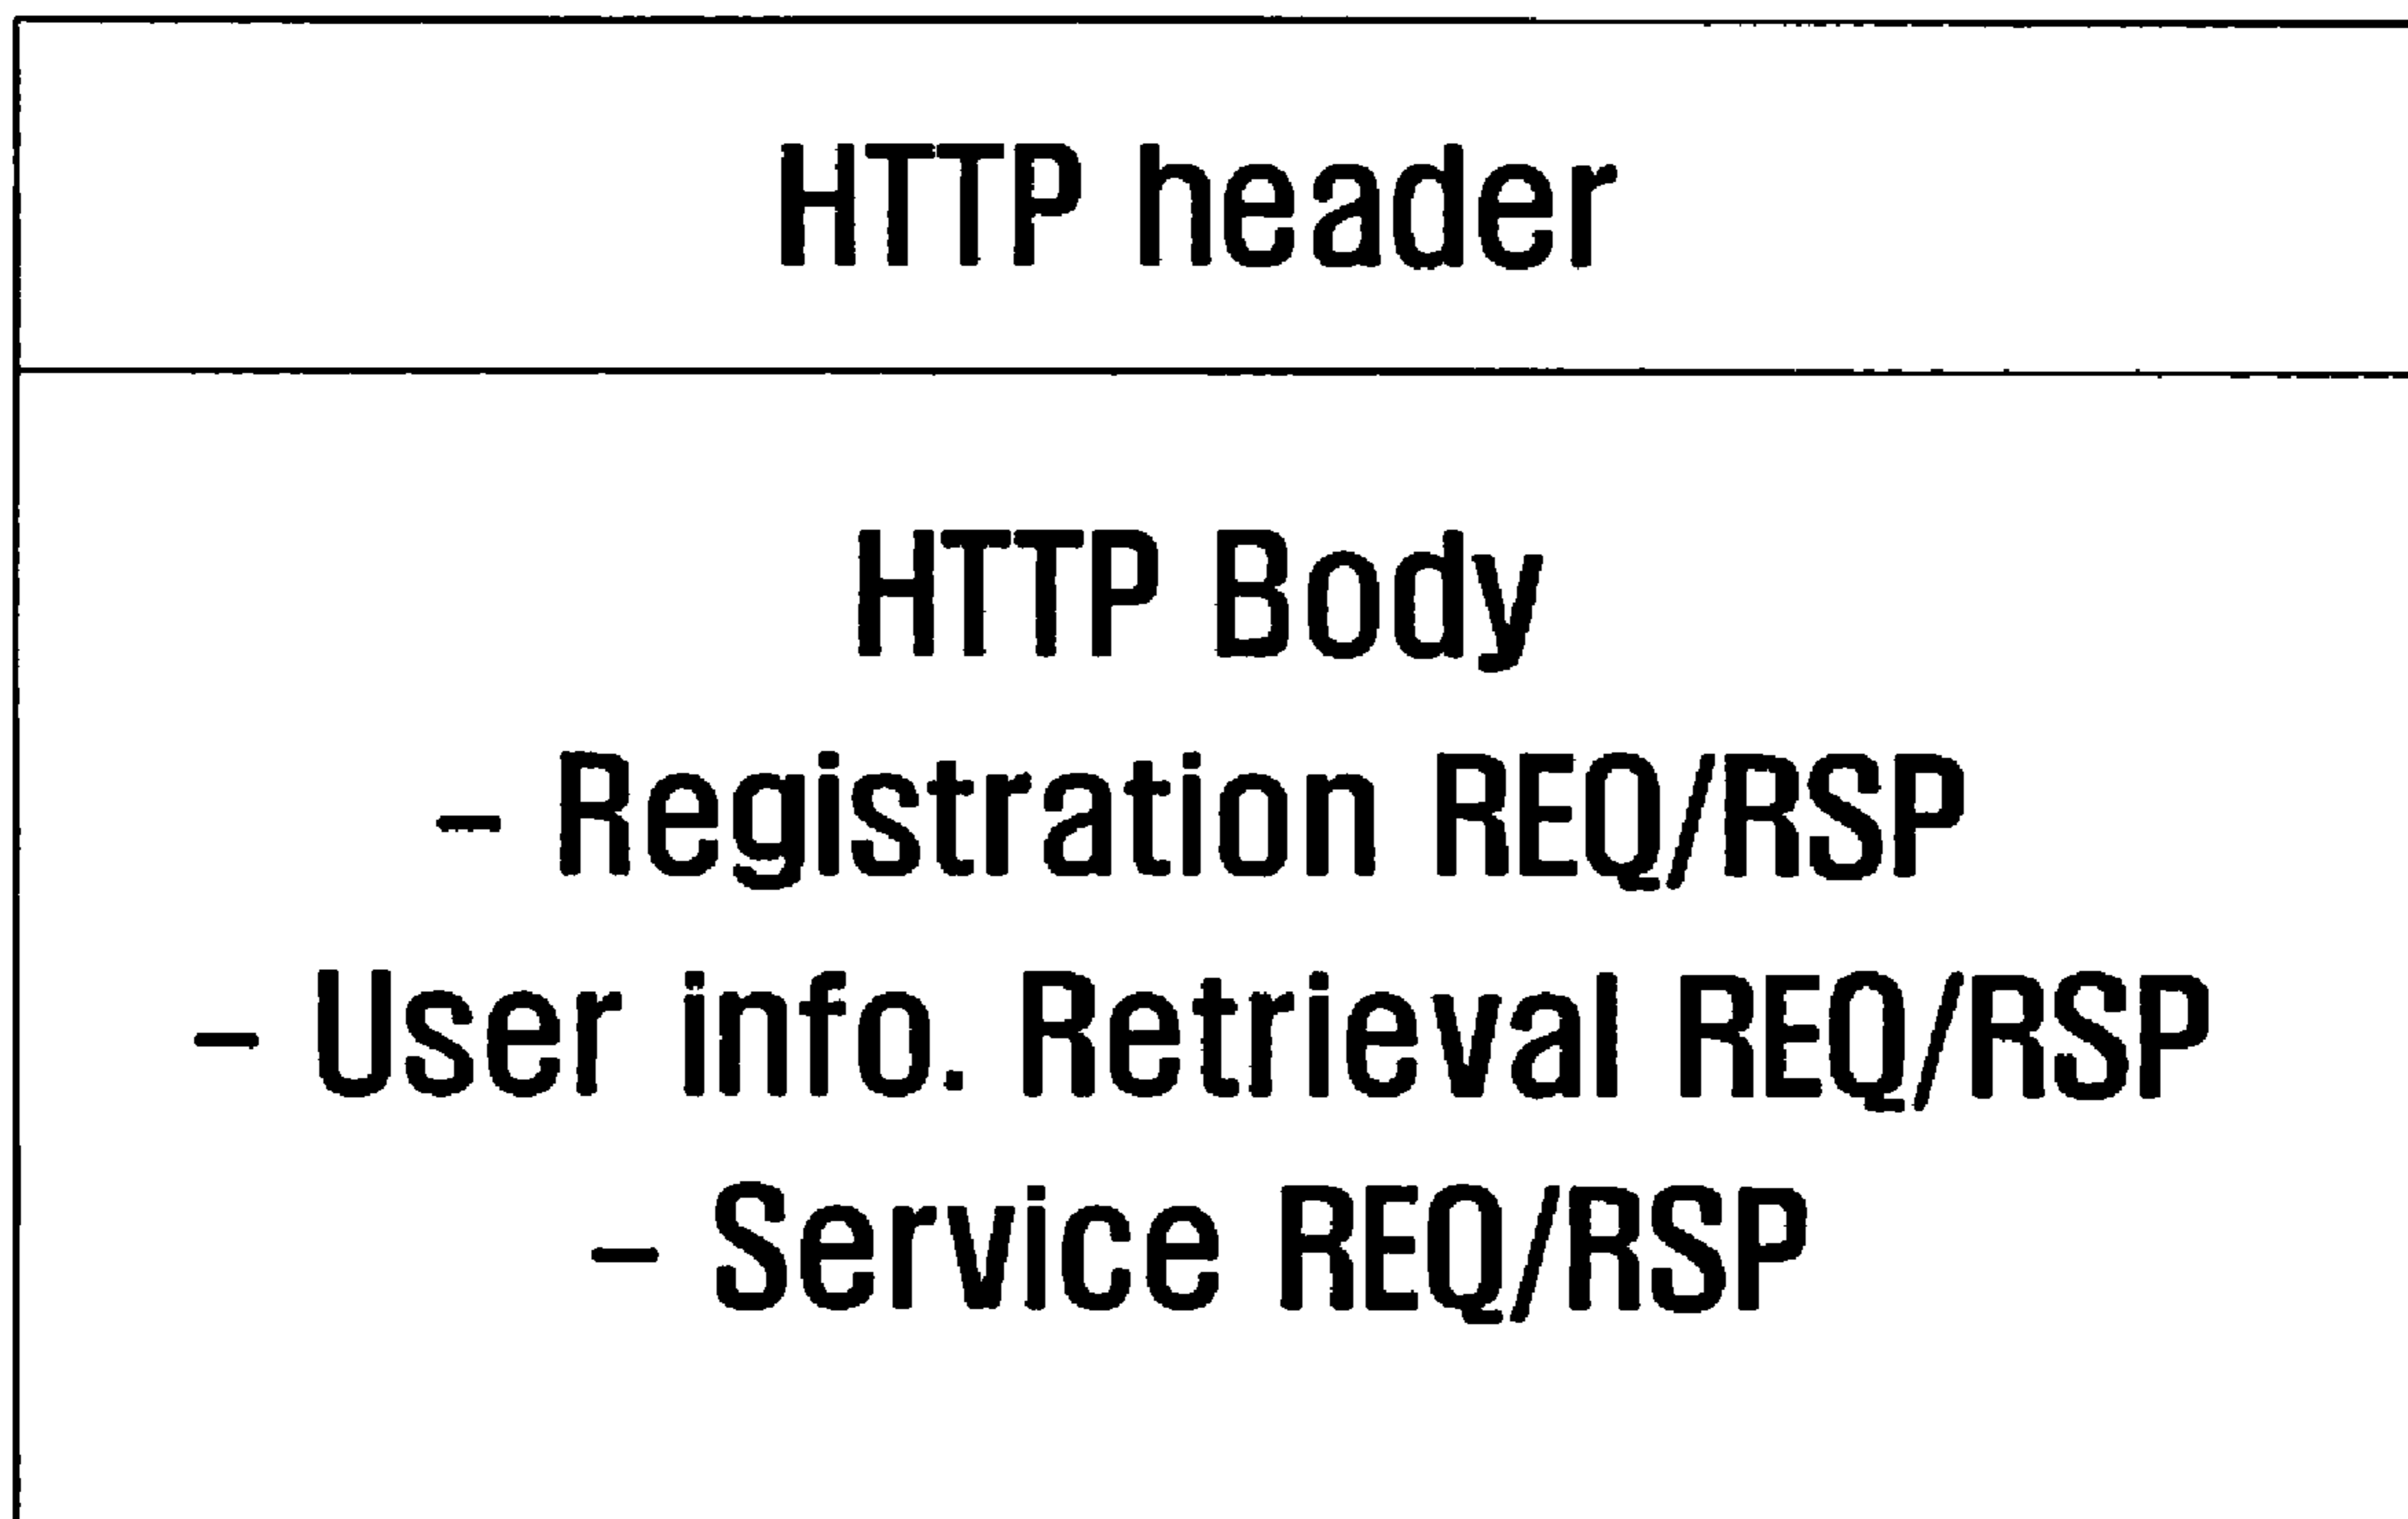 HTTP header
HTTP Body
– Registration REQ/RSP
– User info. Retrieval REQ/RSP
– Service REQ/RSP